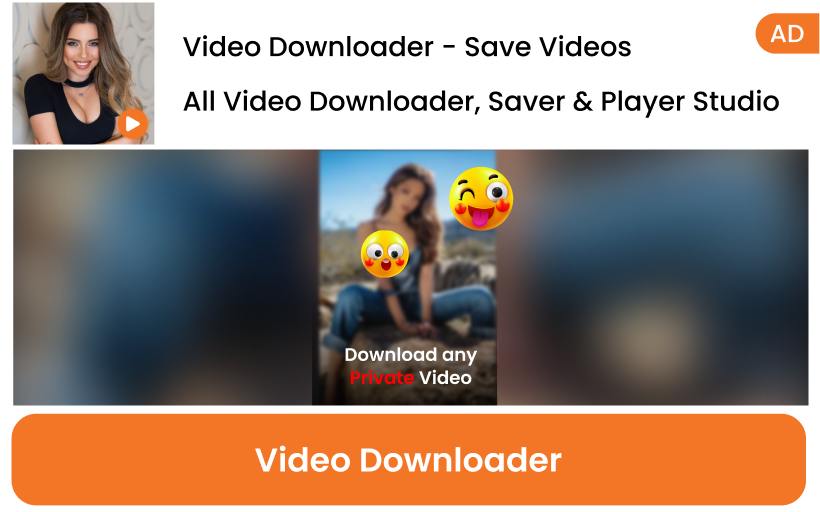 Video Downloader - Save Videos
AD
All Video Downloader, Saver & Player Studio
Download any
Private Video
Video Downloader